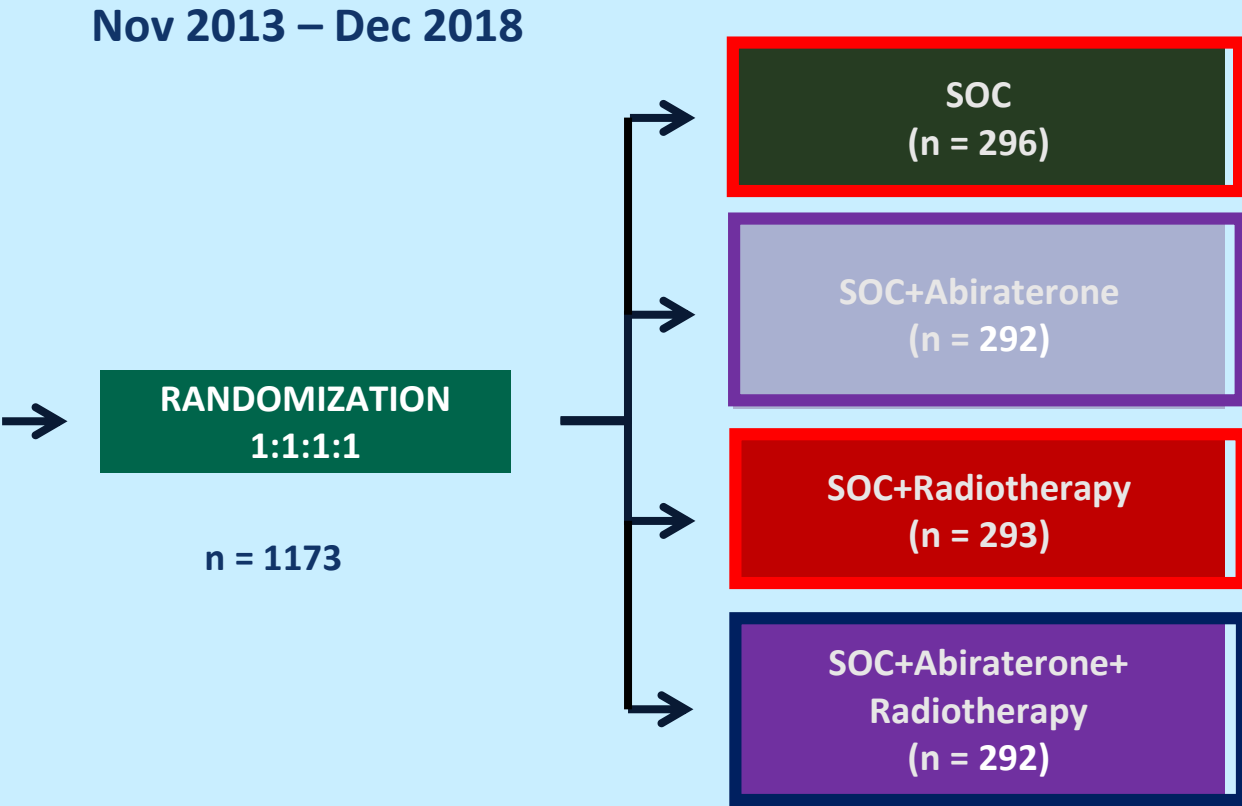 Nov 2013 – Dec 2018
RANDOMIZATION
1:1:1:1
n = 1173
SOC
(n = 296)
SOC+Abiraterone
(n = 292)
SOC+Radiotherapy
(n = 293)
SOC+Abiraterone+
Radiotherapy
(n = 292)